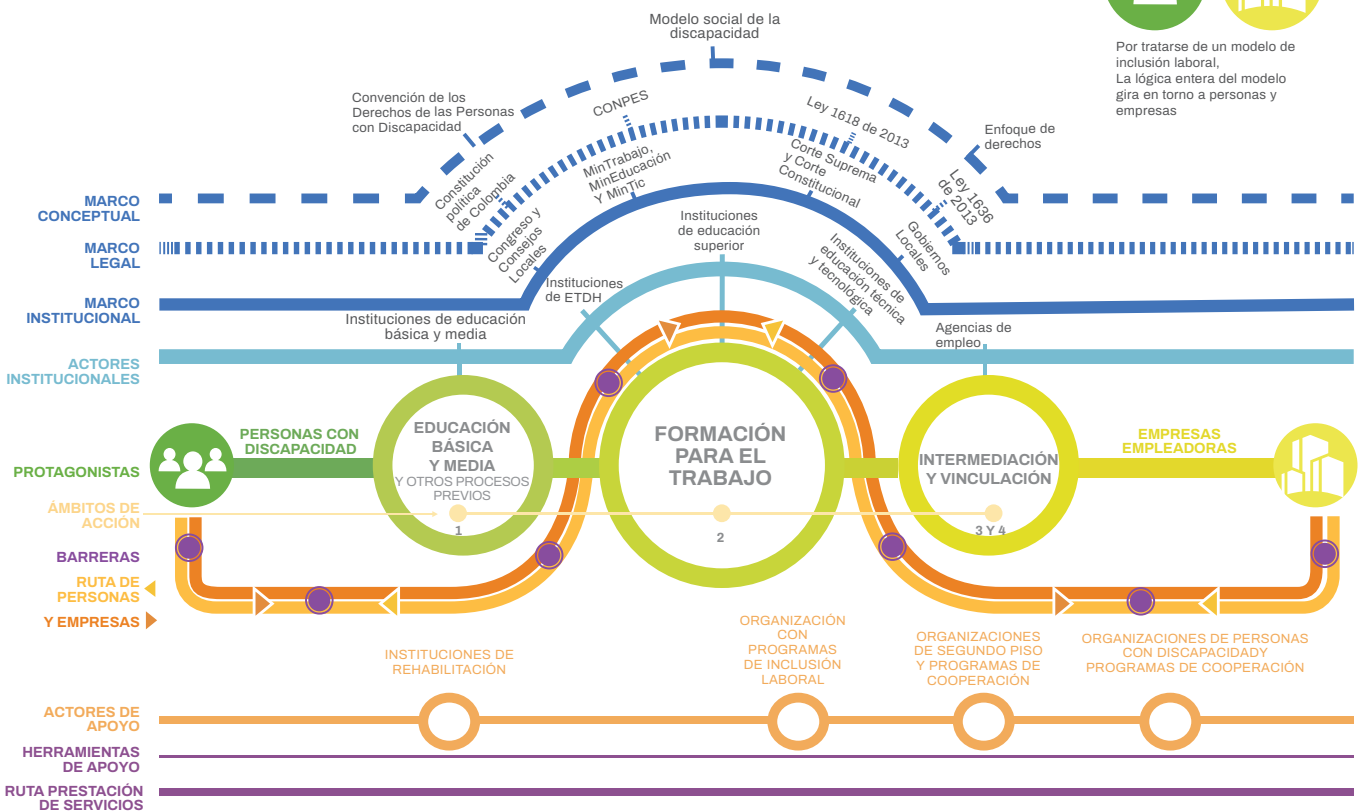 Modelo social de la
discapacidad
Por tratarse de un modelo de
inclusión laboral,
La lógica entera del modelo
gira en torno a personas y
empresas
Convención de los
Derechos de las Personas
con Discapacidad
CONPES
Ley 1618 de 2013
Enfoque de
derechos
Constitución
política
de Colombia
MinTrabajo,
MinEducación
Y MinTic
Corte Suprema
y Corte
Constitucional
Ley 1636
de 2013
MARCO
CONCEPTUAL
Congreso y
Consejos
Locales
Instituciones
de educación
superior
Gobiernos
Locales
MARCO
LEGAL
Instituciones
de ETDH
Instituciones de
educación técnica
y tecnológica
MARCO
INSTITUCIONAL
Instituciones de educación
básica y media
Agencias de
empleo
ACTORES
INSTITUCIONALES
PERSONAS CON
DISCAPACIDAD
EDUCACIÓN
BÁSICA
Y MEDIA
Y OTROS PROCESOS
PREVIOS
1
FORMACIÓN
PARA EL
TRABAJO
2
INTERMEDIACIÓN
Y VINCULACIÓN
3 Y 4
EMPRESAS
EMPLEADORAS
PROTAGONISTAS
ÁMBITOS DE
ACCIÓN
BARRERAS
RUTA DE
PERSONAS
Y EMPRESAS
INSTITUCIONES DE
REHABILITACIÓN
ORGANIZACIÓN
CON
PROGRAMAS
DE INCLUSIÓN
LABORAL
ORGANIZACIONES
DE SEGUNDO PISO
Y PROGRAMAS DE
COOPERACIÓN
ORGANIZACIONES DE PERSONAS
CON DISCAPACIDADY
PROGRAMAS DE COOPERACIÓN
ACTORES DE
APOYO
HERRAMIENTAS
DE APOYO
RUTA PRESTACIÓN
DE SERVICIOS